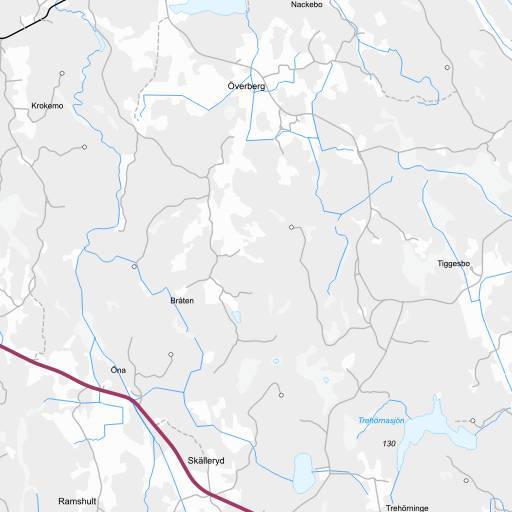 Nackebo
Överberg
Krokemo
Tiggesbo
Bråten
Öna
Trehörnasjön
130
Skälleryd
Ramshult
Trehörninge